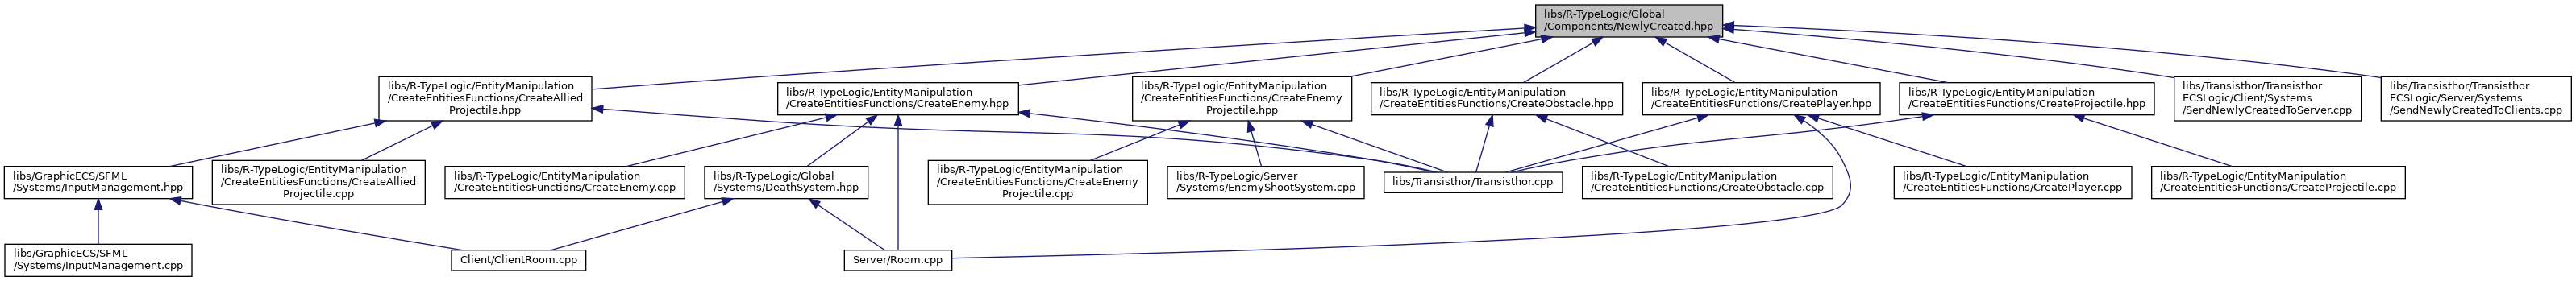 libs/R-TypeLogic/Global
/Components/NewlyCreated.hpp
libs/R-TypeLogic/EntityManipulation
/CreateEntitiesFunctions/CreateAllied
Projectile.hpp
libs/R-TypeLogic/EntityManipulation
/CreateEntitiesFunctions/CreateEnemy.hpp
libs/R-TypeLogic/EntityManipulation
/CreateEntitiesFunctions/CreateEnemy
Projectile.hpp
libs/R-TypeLogic/EntityManipulation
/CreateEntitiesFunctions/CreateObstacle.hpp
libs/R-TypeLogic/EntityManipulation
/CreateEntitiesFunctions/CreatePlayer.hpp
libs/R-TypeLogic/EntityManipulation
/CreateEntitiesFunctions/CreateProjectile.hpp
libs/Transisthor/Transisthor
ECSLogic/Client/Systems
/SendNewlyCreatedToServer.cpp
libs/Transisthor/Transisthor
ECSLogic/Server/Systems
/SendNewlyCreatedToClients.cpp
libs/GraphicECS/SFML
/Systems/InputManagement.hpp
libs/R-TypeLogic/EntityManipulation
/CreateEntitiesFunctions/CreateAllied
Projectile.cpp
libs/R-TypeLogic/EntityManipulation
/CreateEntitiesFunctions/CreateEnemy.cpp
libs/R-TypeLogic/Global
/Systems/DeathSystem.hpp
libs/R-TypeLogic/EntityManipulation
/CreateEntitiesFunctions/CreateEnemy
Projectile.cpp
libs/R-TypeLogic/Server
/Systems/EnemyShootSystem.cpp
libs/Transisthor/Transisthor.cpp
libs/R-TypeLogic/EntityManipulation
/CreateEntitiesFunctions/CreateObstacle.cpp
libs/R-TypeLogic/EntityManipulation
/CreateEntitiesFunctions/CreatePlayer.cpp
libs/R-TypeLogic/EntityManipulation
/CreateEntitiesFunctions/CreateProjectile.cpp
libs/GraphicECS/SFML
/Systems/InputManagement.cpp
Client/ClientRoom.cpp
Server/Room.cpp